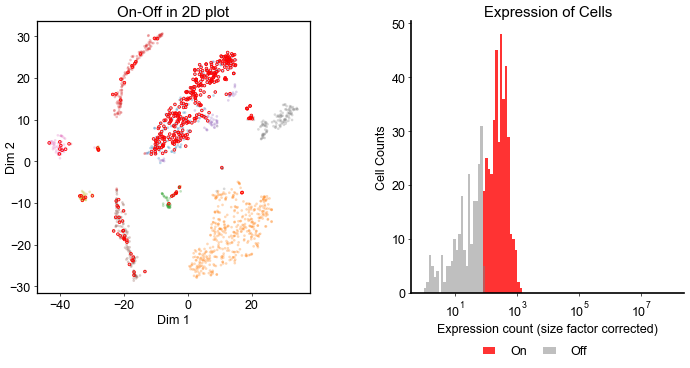 On-Off in 2D plot
Dim 2
30
20
10
0
−10
−20
−30
−40
−20
0
20
Dim 1
Expression of Cells
Cell Counts
50
40
30
20
10
0
10^1
10^3
10^5
10^7
Expression count (size factor corrected)
On
Off